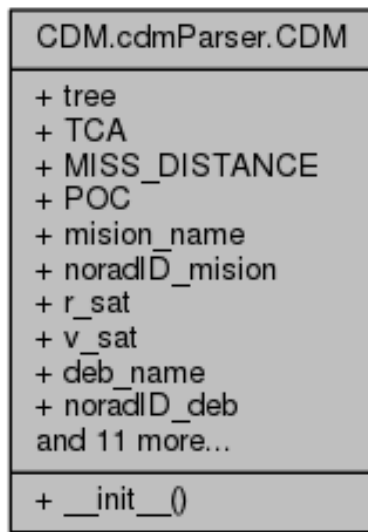 CDM.cdmParser.CDM
+ tree
+ TCA
+ MISS_DISTANCE
+ POC
+ mision_name
+ noradID_mision
+ r_sat
+ v_sat
+ deb_name
+ noradID_deb
and 11 more...
+ __init__()